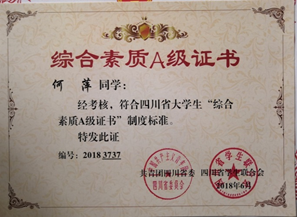 综合素质A级证书
何 萍 同学:
经考核，符合四川省大学生“综合
素质A级证书”制度标准。
特发此证
编号: 2018 3737
共青团四川省委 四川省学生联合会
2018年6月